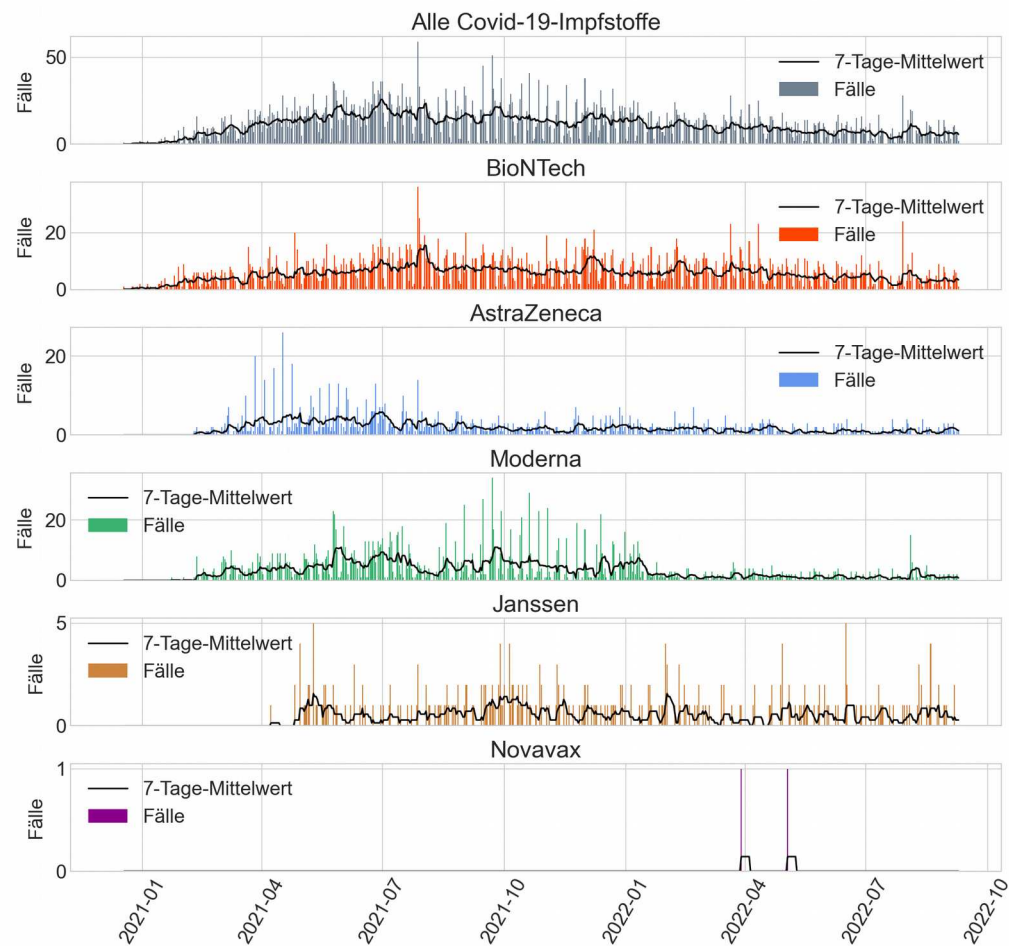 Alle Covid-19-Impfstoffe
Fälle
50
0
7-Tage-Mittelwert
Fälle
BioNTech
Fälle
20
0
7-Tage-Mittelwert
Fälle
AstraZeneca
Fälle
20
0
7-Tage-Mittelwert
Fälle
Moderna
Fälle
20
0
7-Tage-Mittelwert
Fälle
Janssen
Fälle
5
0
7-Tage-Mittelwert
Fälle
Novavax
Fälle
1
0
7-Tage-Mittelwert
Fälle
2021-01
2021-04
2021-07
2021-10
2022-01
2022-04
2022-07
2022-10